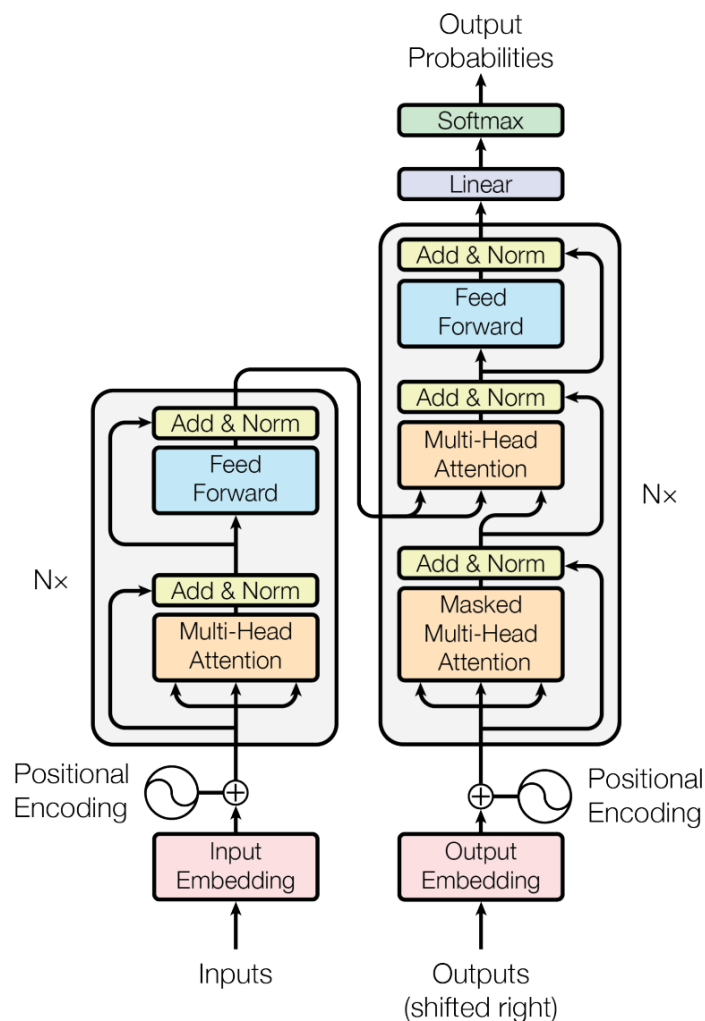 Output
Probabilities
Softmax
Linear
Add & Norm
Feed
Forward
Add & Norm
Multi-Head
Attention
Add & Norm
Masked
Multi-Head
Attention
N×
Add & Norm
Feed
Forward
Add & Norm
Multi-Head
Attention
N×
Positional
Encoding
Positional
Encoding
Input
Embedding
Output
Embedding
Inputs
Outputs
(shifted right)